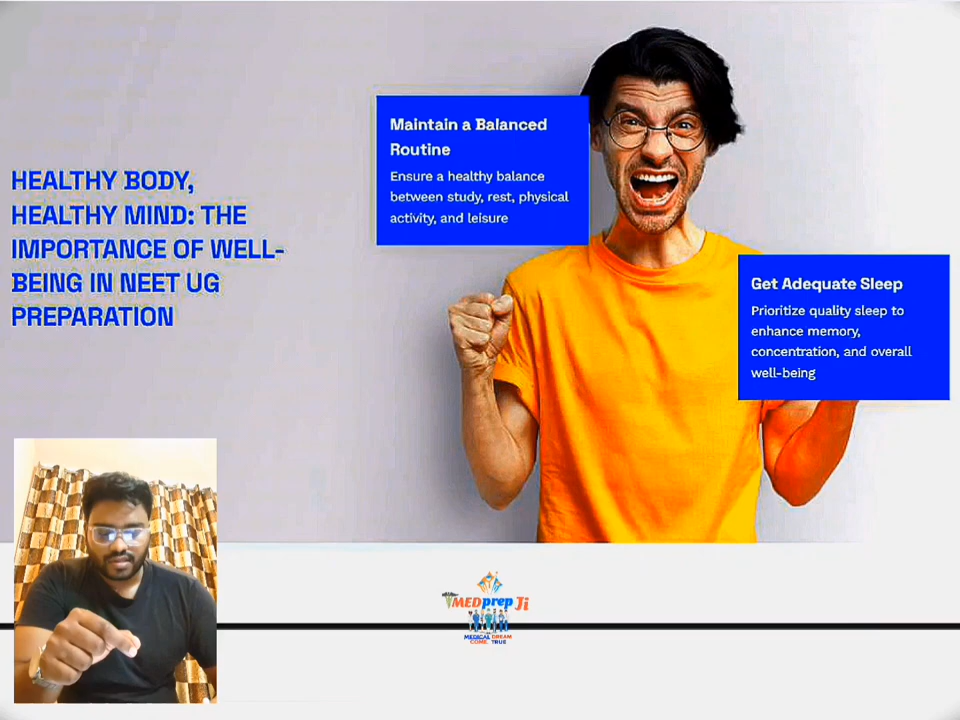 HEALTHY BODY,
HEALTHY MIND: THE
IMPORTANCE OF WELL-
BEING IN NEET UG
PREPARATION
Maintain a Balanced
Routine
Ensure a healthy balance
between study, rest, physical
activity, and leisure
Get Adequate Sleep
Prioritize quality sleep to
enhance memory,
concentration, and overall
well-being
MEDprep Ji
MEDICAL DREAM
COME TRUE